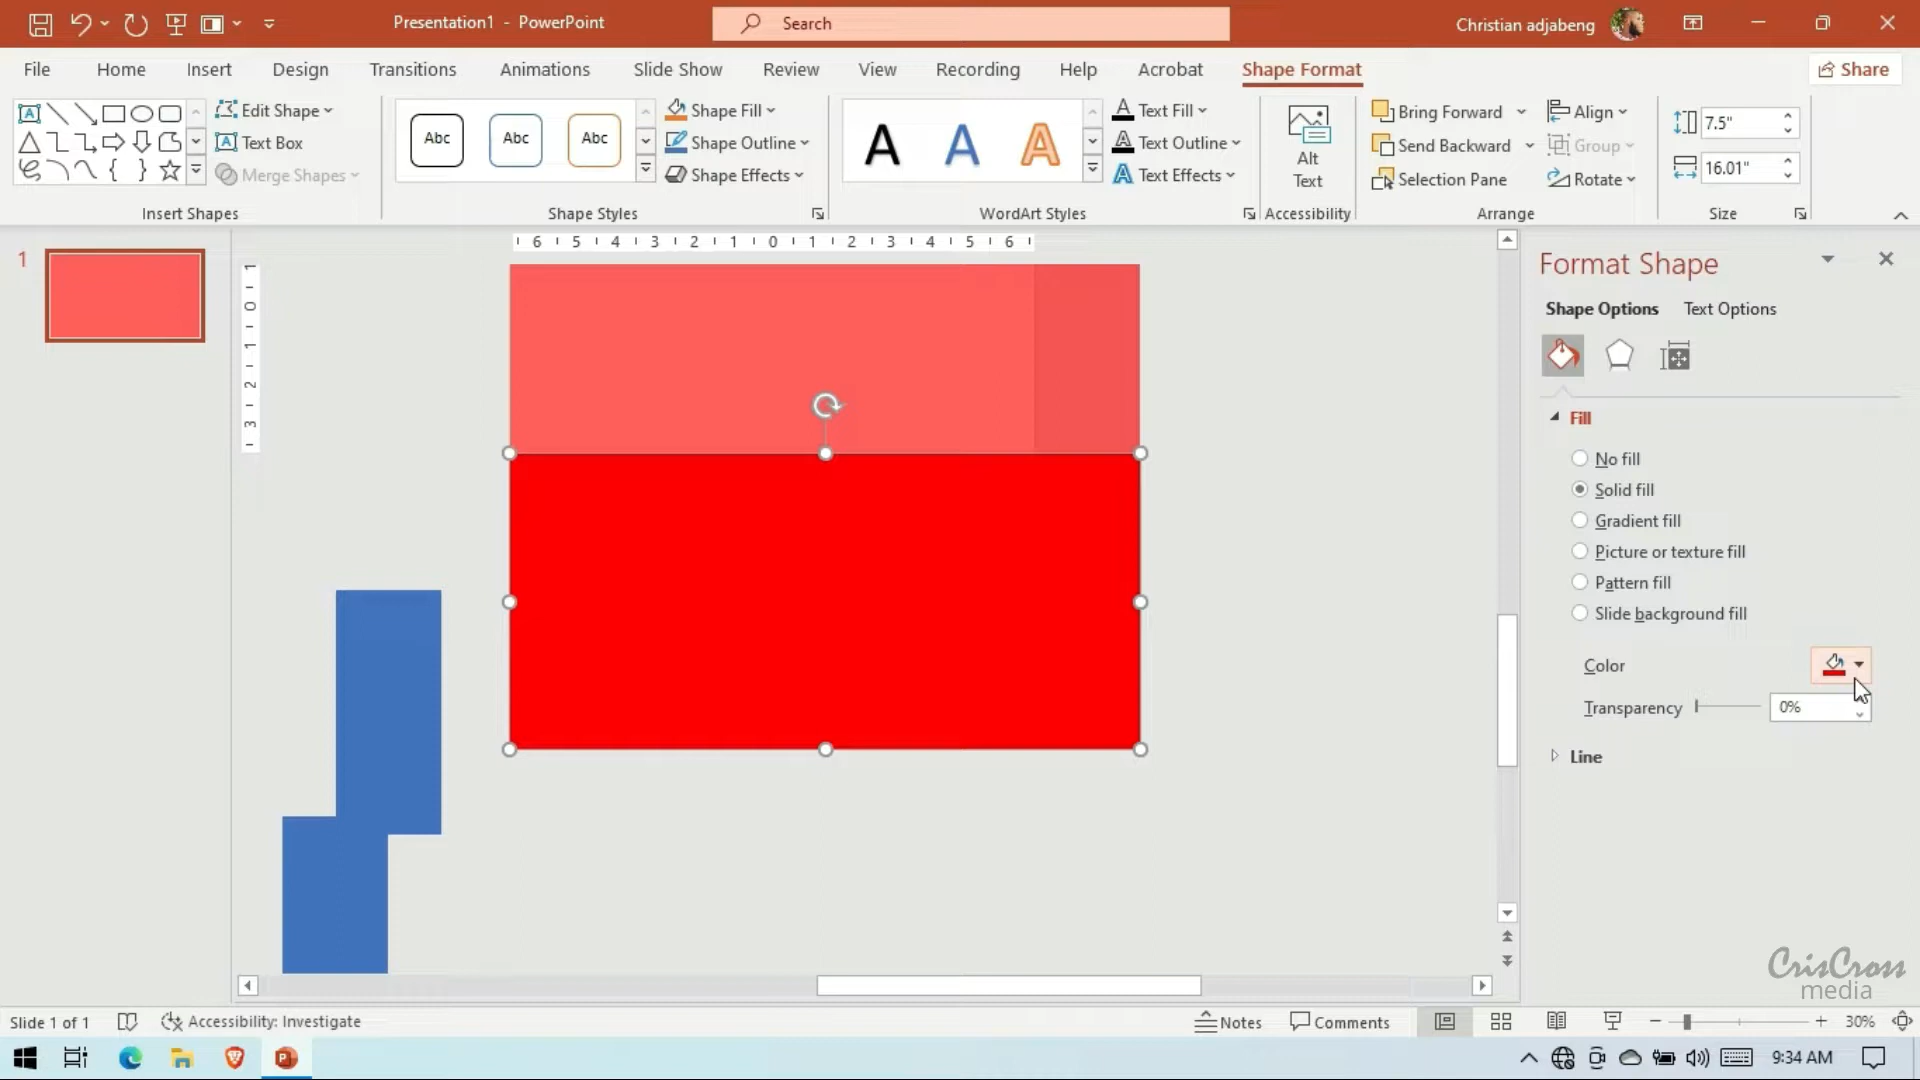 Presentation1 - PowerPoint
Search
Christian adjabeng
File
Home
Insert
Design
Transitions
Animations
Slide Show
Review
View
Recording
Help
Acrobat
Shape Format
Share
Edit Shape
Text Box
Merge Shapes
Insert Shapes
Abc
Abc
Abc
Shape Fill
Shape Outline
Shape Effects
Shape Styles
A
A
A
Text Fill
Text Outline
Text Effects
WordArt Styles
Alt
Text
Accessibility
Bring Forward
Send Backward
Selection Pane
Align
Group
Rotate
Arrange
7.5"
16.01"
Size
1
6 5 4 3 2 1 0 1 2 3 4 5 6
1 0 1 2 3
Format Shape
Shape Options
Text Options
Fill
No fill
Solid fill
Gradient fill
Picture or texture fill
Pattern fill
Slide background fill
Color
Transparency
0%
Line
CrisCross
media
Slide 1 of 1
Accessibility: Investigate
Notes
Comments
30%
9:34 AM